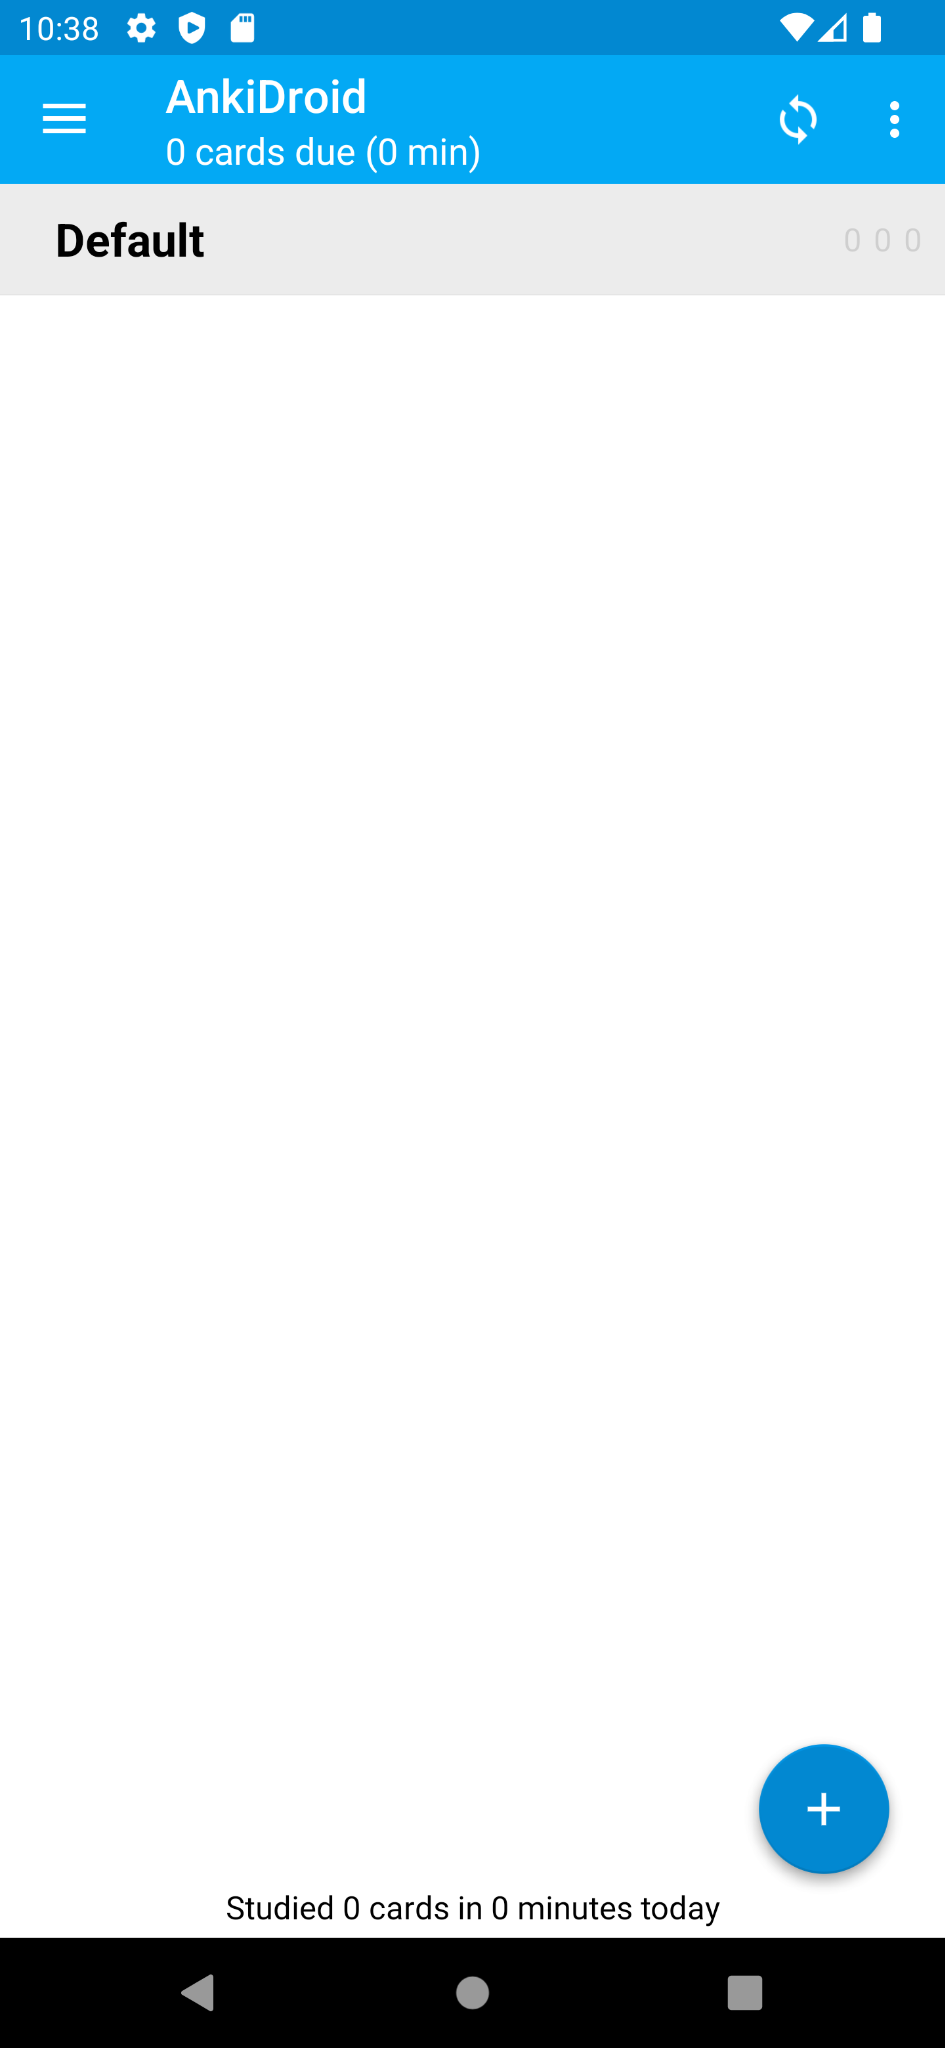 10:38
AnkiDroid
0 cards due (0 min)
Default
0 0 0
Studied 0 cards in 0 minutes today